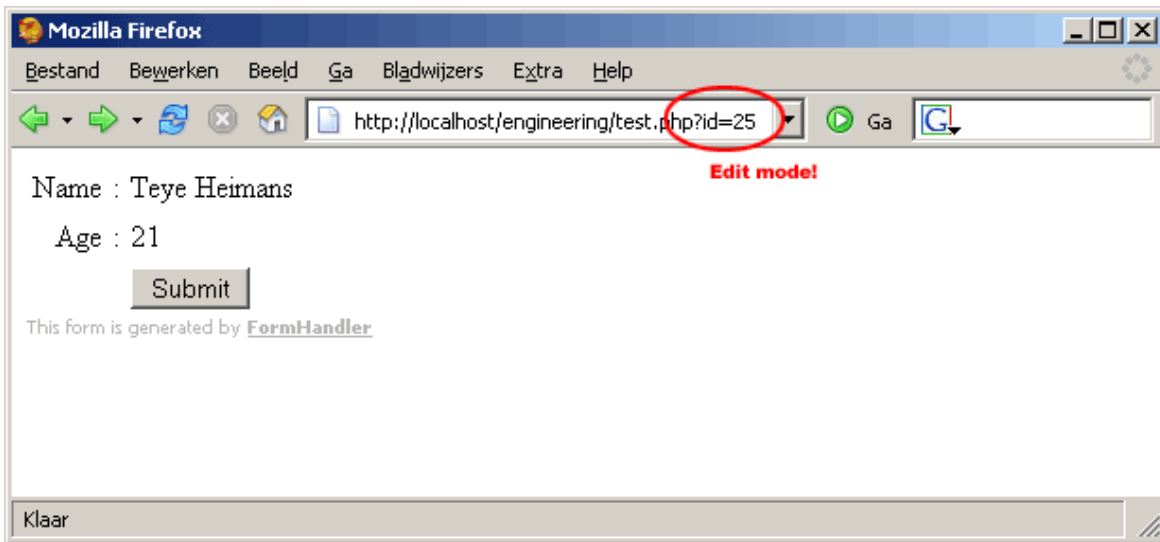 Mozilla Firefox
Bestand Bewerken Beeld Ga Bladwijzers Extra Help
http://localhost/engineering/test.php?id=25 Ga G
Edit mode!
Name : Teye Heimans
Age : 21
Submit
This form is generated by FormHandler
Klaar